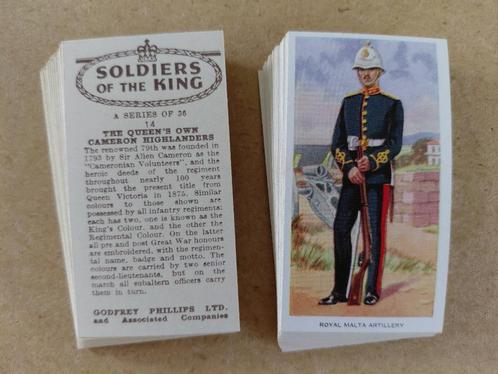 SOLDIERS
OF THE KING
A SERIES OF 36
14
THE QUEEN'S OWN
CAMERON HIGHLANDERS
The renowned 79th was founded in
1793 by Sir Allen Cameron as the
"Cameronian Volunteers", and the
heroic deeds of the regiment
throughout nearly 100 years
brought the present title from
Queen Victoria in 1873. Similar
colours to those shown are
possessed by all infantry regiments;
each has two, one is known as the
King's Colour, and the other the
Regimental Colour. On the latter
all pre and post Great War honours
are embroidered, with the regimen-
tal name, badge and motto. The
colours are carried by two senior
second-lieutenants, but on the
march all subaltern officers carry
them in turn.
GODFREY PHILLIPS LTD.
and Associated Companies
ROYAL MALTA ARTILLERY